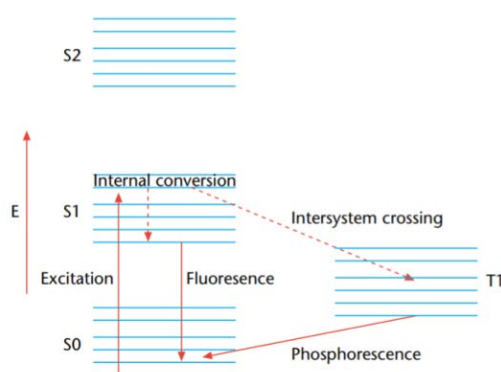 S2
Internal conversion
E
S1
Intersystem crossing
T1
Excitation
Fluoresence
S0
Phosphorescence